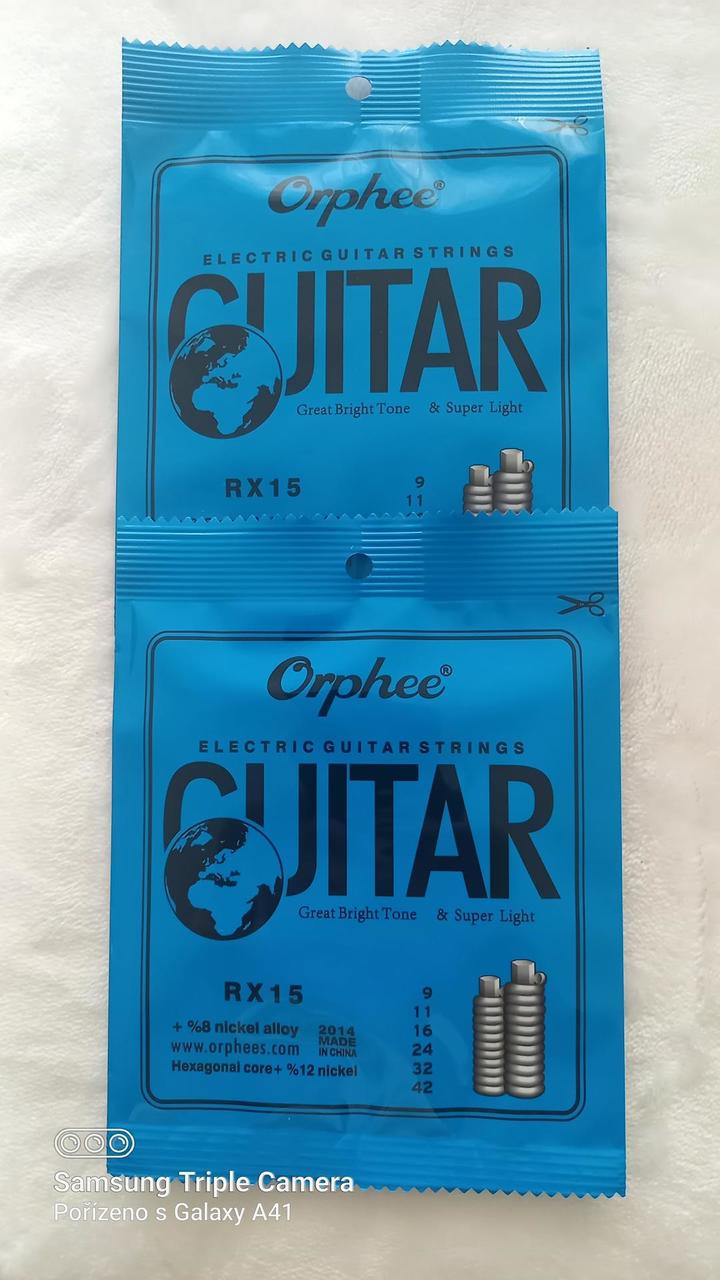 Orphee®
ELECTRIC GUITAR STRINGS
GUITAR
Great Bright Tone & Super Light
RX15
9
11
Orphee®
ELECTRIC GUITAR STRINGS
GUITAR
Great Bright Tone & Super Light
RX15
9
11
16
24
32
42
+ %8 nickel alloy
www.orphees.com
Hexagonal core+ %12 nickel
2014
MADE
IN CHINA
Samsung Triple Camera
Pořízeno s Galaxy A41